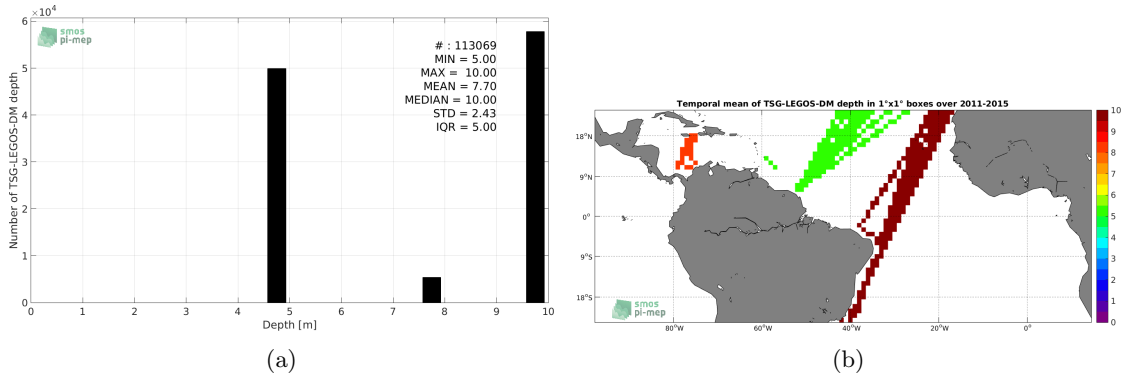 ×10⁴
smos
pi-mep
# : 113069
MIN = 5.00
MAX = 10.00
MEAN = 7.70
MEDIAN = 10.00
STD = 2.43
IQR = 5.00
Number of TSG-LEGOS-DM depth
6
5
4
3
2
1
0
0 1 2 3 4 5 6 7 8 9 10
Depth [m]
(a)
Temporal mean of TSG-LEGOS-DM depth in 1°x1° boxes over 2011-2015
18°N
9°N
0°
9°S
18°S
80°W 60°W 40°W 20°W 0°
smos
pi-mep
10
9
8
7
6
5
4
3
2
1
0
(b)